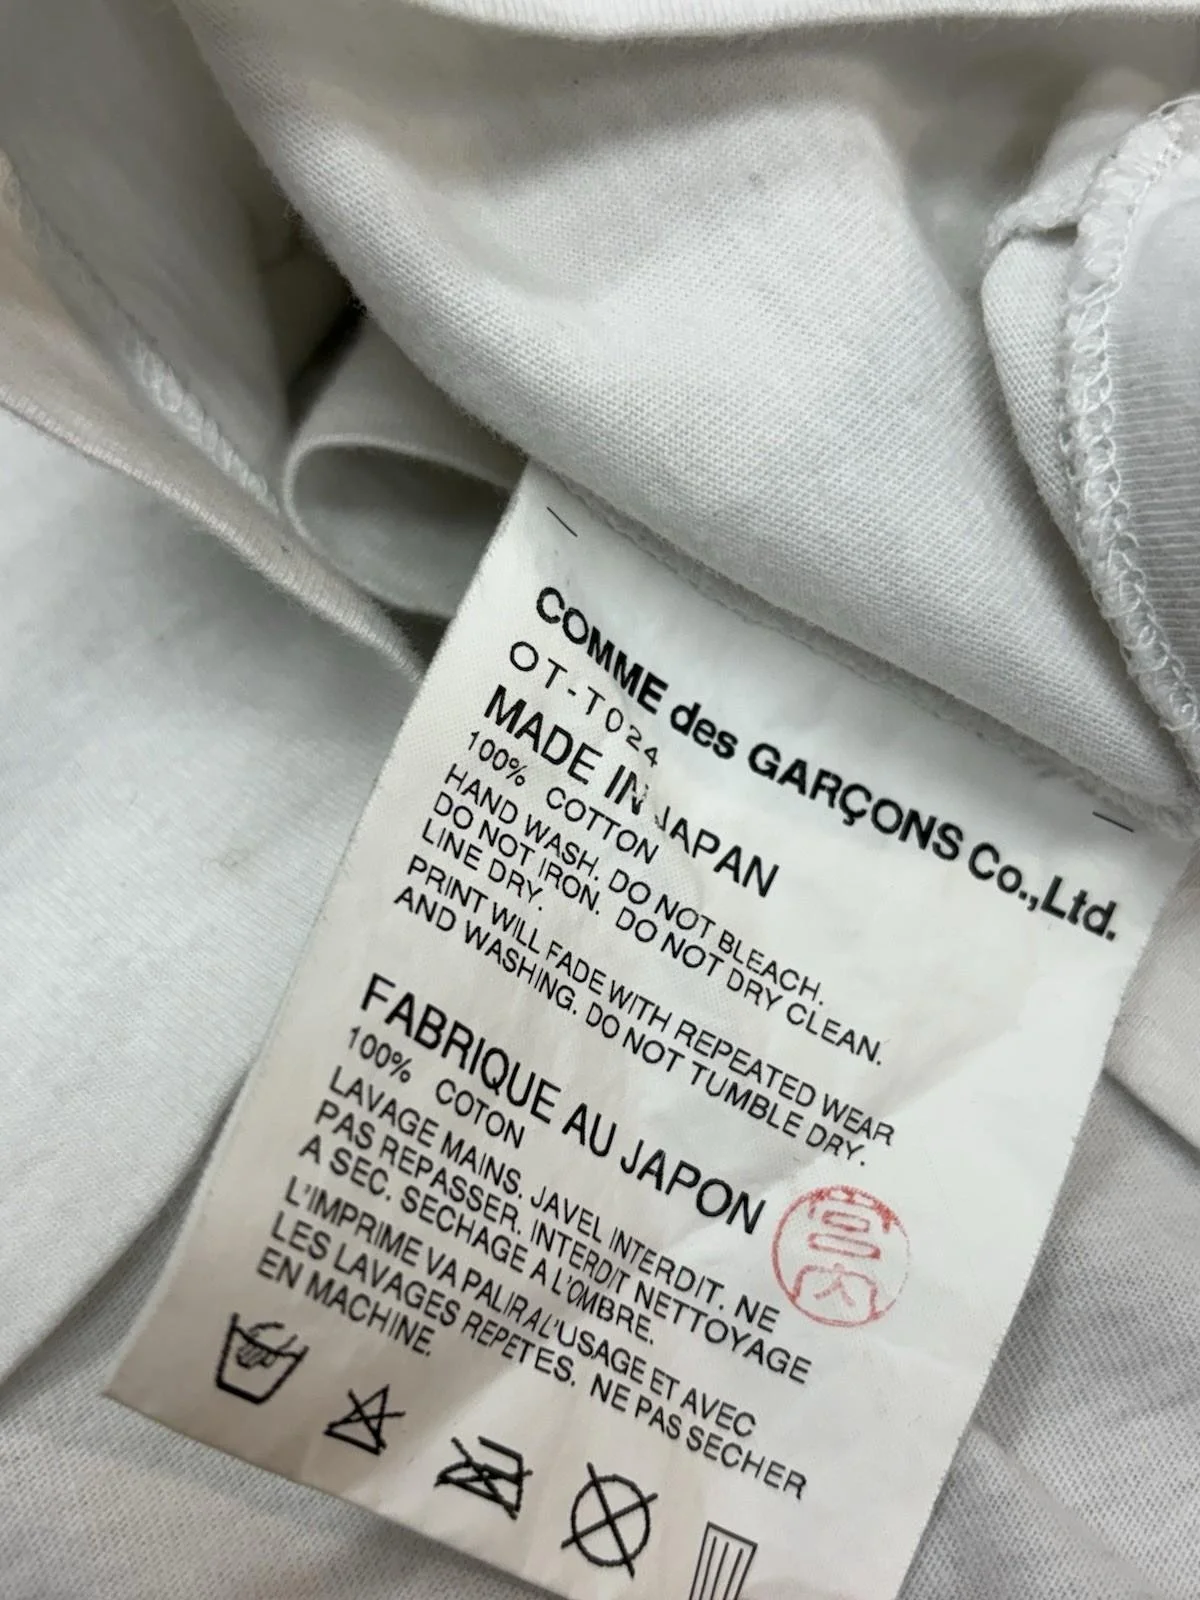 COMME des GARÇONS Co.,Ltd.
OT-T024
MADE IN JAPAN
100% COTTON
HAND WASH. DO NOT BLEACH.
DO NOT IRON. DO NOT DRY CLEAN.
LINE DRY.
PRINT WILL FADE WITH REPEATED WEAR
AND WASHING. DO NOT TUMBLE DRY.
FABRIQUE AU JAPON
100% COTON
LAVAGE MAINS. JAVEL INTERDIT. NE
PAS REPASSER. INTERDIT NETTOYAGE
A SEC. SECHAGE A L'OMBRE.
L'IMPRIME VA PALIR A L'USAGE ET AVEC
LES LAVAGES REPETES. NE PAS SECHER
EN MACHINE.
宮内